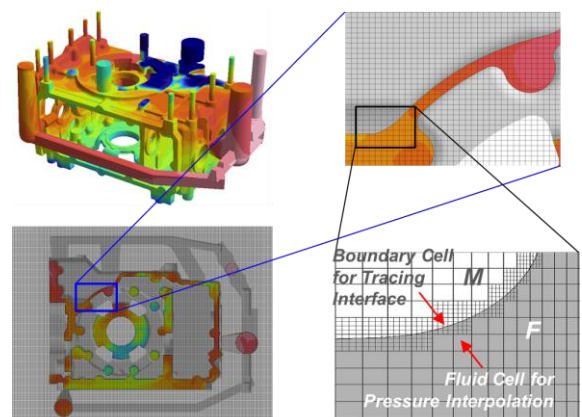 Boundary Cell
for Tracing
Interface
M
F
Fluid Cell for
Pressure Interpolation